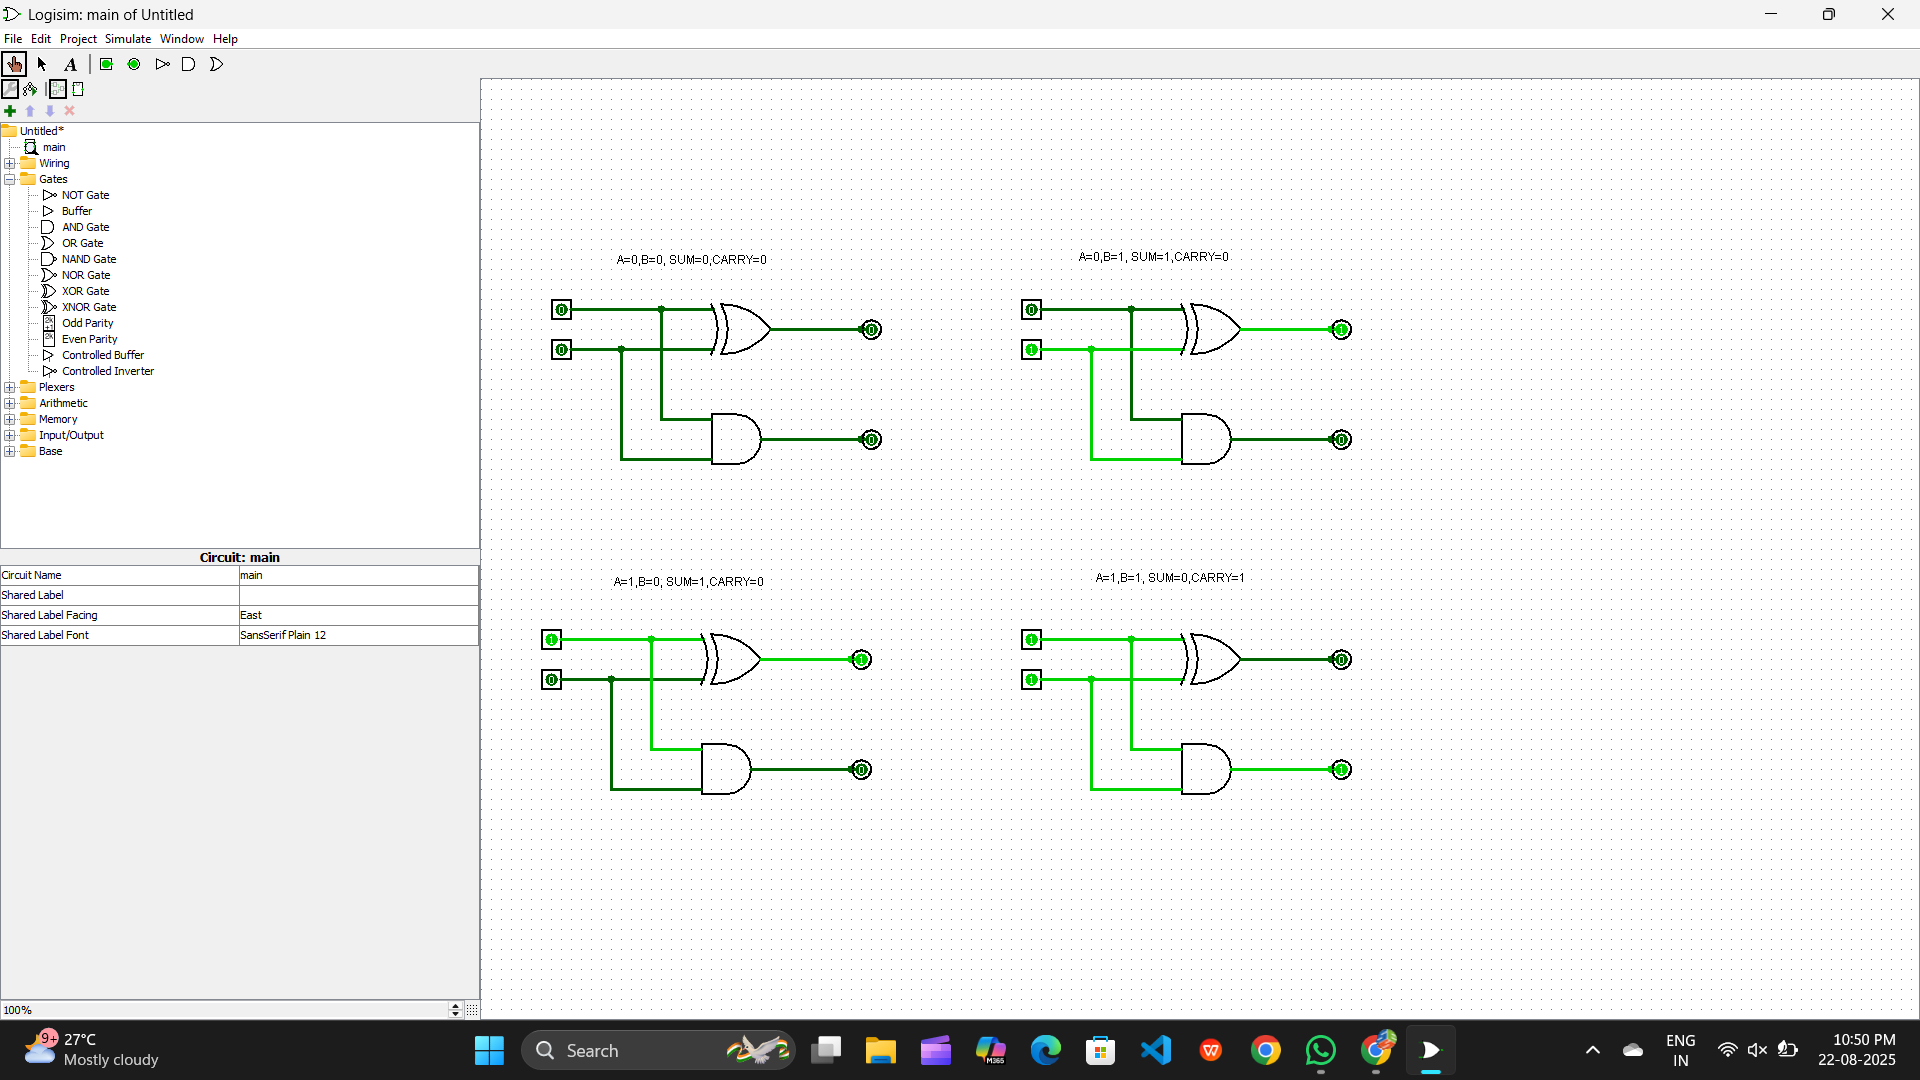 Logisim: main of Untitled
File Edit Project Simulate Window Help
A
Untitled*
main
Wiring
Gates
NOT Gate
Buffer
AND Gate
OR Gate
NAND Gate
NOR Gate
XOR Gate
XNOR Gate
Odd Parity
Even Parity
Controlled Buffer
Controlled Inverter
Plexers
Arithmetic
Memory
Input/Output
Base
Circuit: main
Circuit Name main
Shared Label
Shared Label Facing East
Shared Label Font SansSerif Plain 12
100%
A=0,B=0, SUM=0,CARRY=0
0
0
0
0
A=0,B=1, SUM=1,CARRY=0
0
1
1
0
A=1,B=0, SUM=1,CARRY=0
1
0
1
0
A=1,B=1, SUM=0,CARRY=1
1
1
0
1
9+
27°C
Mostly cloudy
Search
M365
W
ENG
IN
10:50 PM
22-08-2025